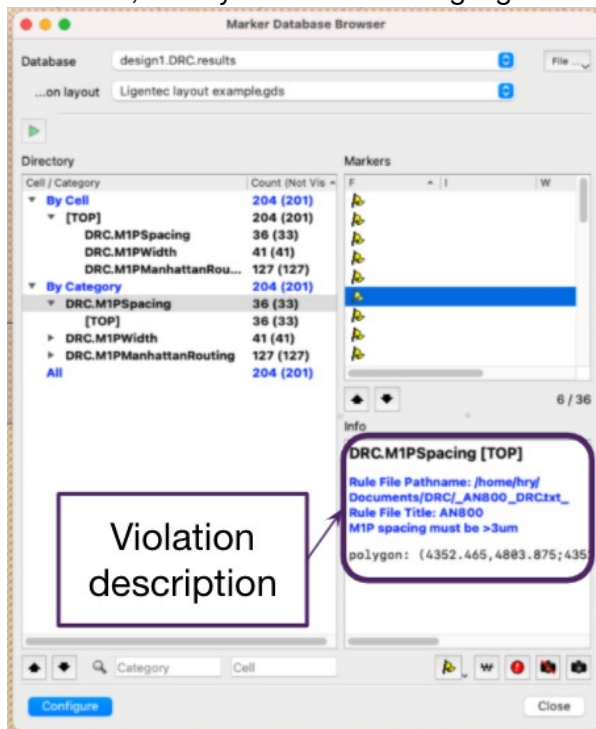 Marker Database Browser
Database design1.DRC.results File ...
...on layout Ligentec layout example.gds
Directory
Markers
Cell / Category Count (Not Vis
F I W
By Cell 204 (201)
[TOP] 204 (201)
DRC.M1PSpacing 36 (33)
DRC.M1PWidth 41 (41)
DRC.M1PManhattanRou... 127 (127)
By Category 204 (201)
DRC.M1PSpacing 36 (33)
[TOP] 36 (33)
DRC.M1PWidth 41 (41)
DRC.M1PManhattanRouting 127 (127)
All 204 (201)
6 / 36
Info
DRC.M1PSpacing [TOP]
Rule File Pathname: /home/hry/
Documents/DRC/_AN800_DRC.txt_
Rule File Title: AN800
M1P spacing must be >3um
polygon: (4352.465,4803.875;435
Violation
description
Category Cell
Configure
Close